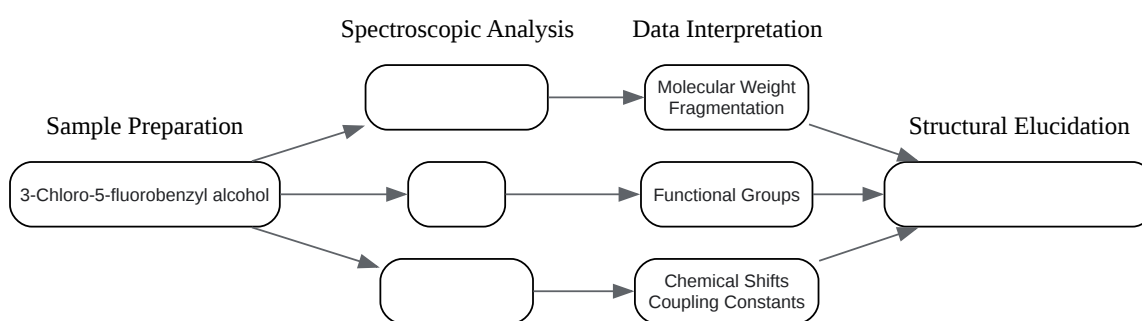 Spectroscopic Analysis
Data Interpretation
Molecular Weight
Fragmentation
Sample Preparation
Structural Elucidation
3-Chloro-5-fluorobenzyl alcohol
Functional Groups
Chemical Shifts
Coupling Constants